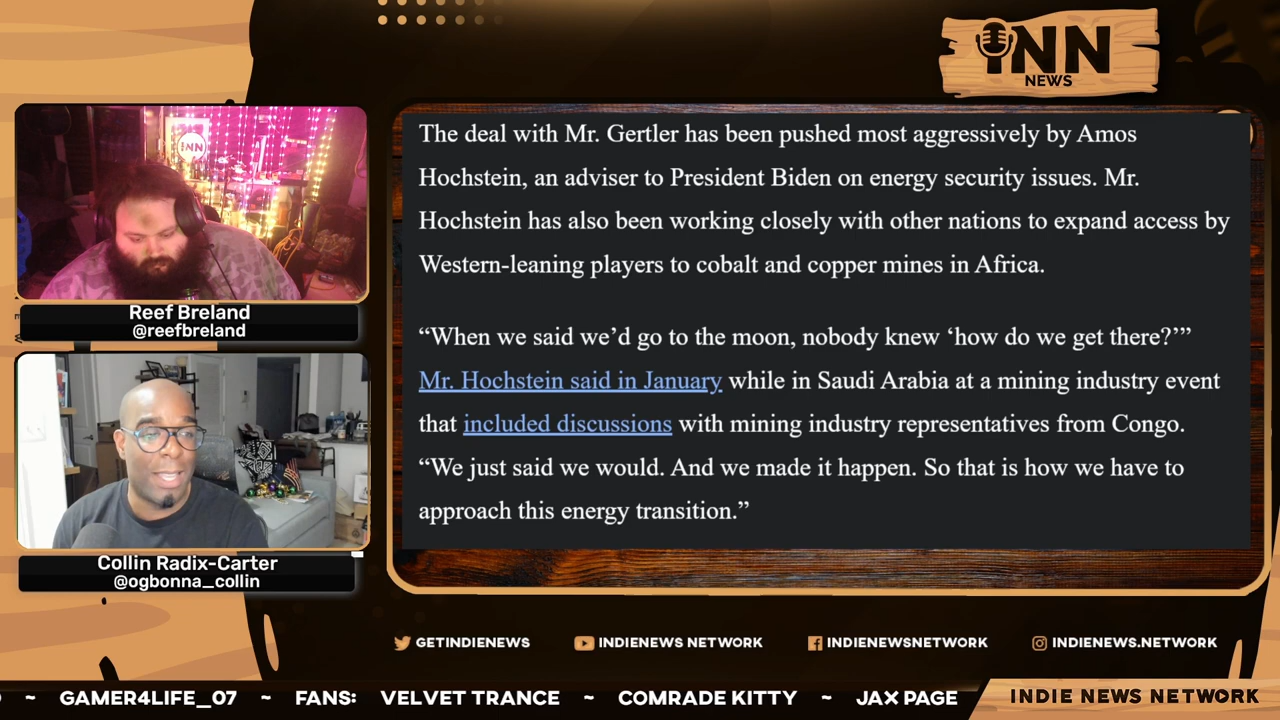 INN
NEWS
INN
Reef Breland
@reefbreland
Collin Radix-Carter
@ogbonna_collin
The deal with Mr. Gertler has been pushed most aggressively by Amos
Hochstein, an adviser to President Biden on energy security issues. Mr.
Hochstein has also been working closely with other nations to expand access by
Western-leaning players to cobalt and copper mines in Africa.
“When we said we’d go to the moon, nobody knew ‘how do we get there?’”
Mr. Hochstein said in January while in Saudi Arabia at a mining industry event
that included discussions with mining industry representatives from Congo.
“We just said we would. And we made it happen. So that is how we have to
approach this energy transition.”
GETINDIENEWS
INDIENEWS NETWORK
INDIENEWSNETWORK
INDIENEWS.NETWORK
~ GAMER4LIFE_07 ~ FANS: VELVET TRANCE ~ COMRADE KITTY ~ JAX PAGE
INDIE NEWS NETWORK